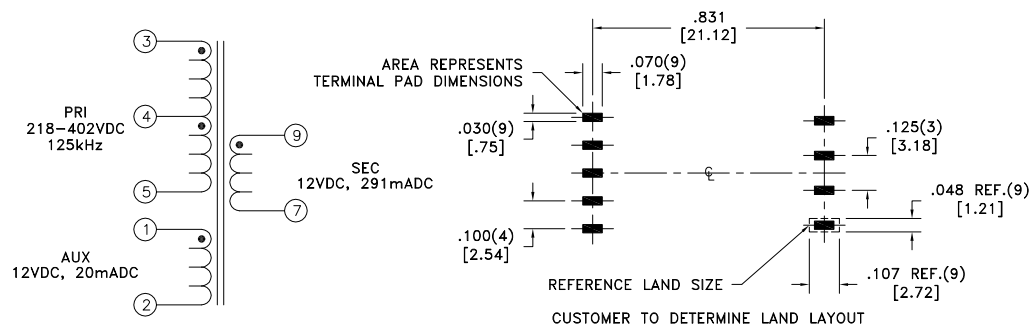 3
4
5
1
2
9
7
PRI
218-402VDC
125kHz
AUX
12VDC, 20mADC
SEC
12VDC, 291mADC
.831
[21.12]
AREA REPRESENTS
TERMINAL PAD DIMENSIONS
.070(9)
[1.78]
.030(9)
[.75]
.125(3)
[3.18]
℄
.048 REF.(9)
[1.21]
.100(4)
[2.54]
REFERENCE LAND SIZE
.107 REF.(9)
[2.72]
CUSTOMER TO DETERMINE LAND LAYOUT